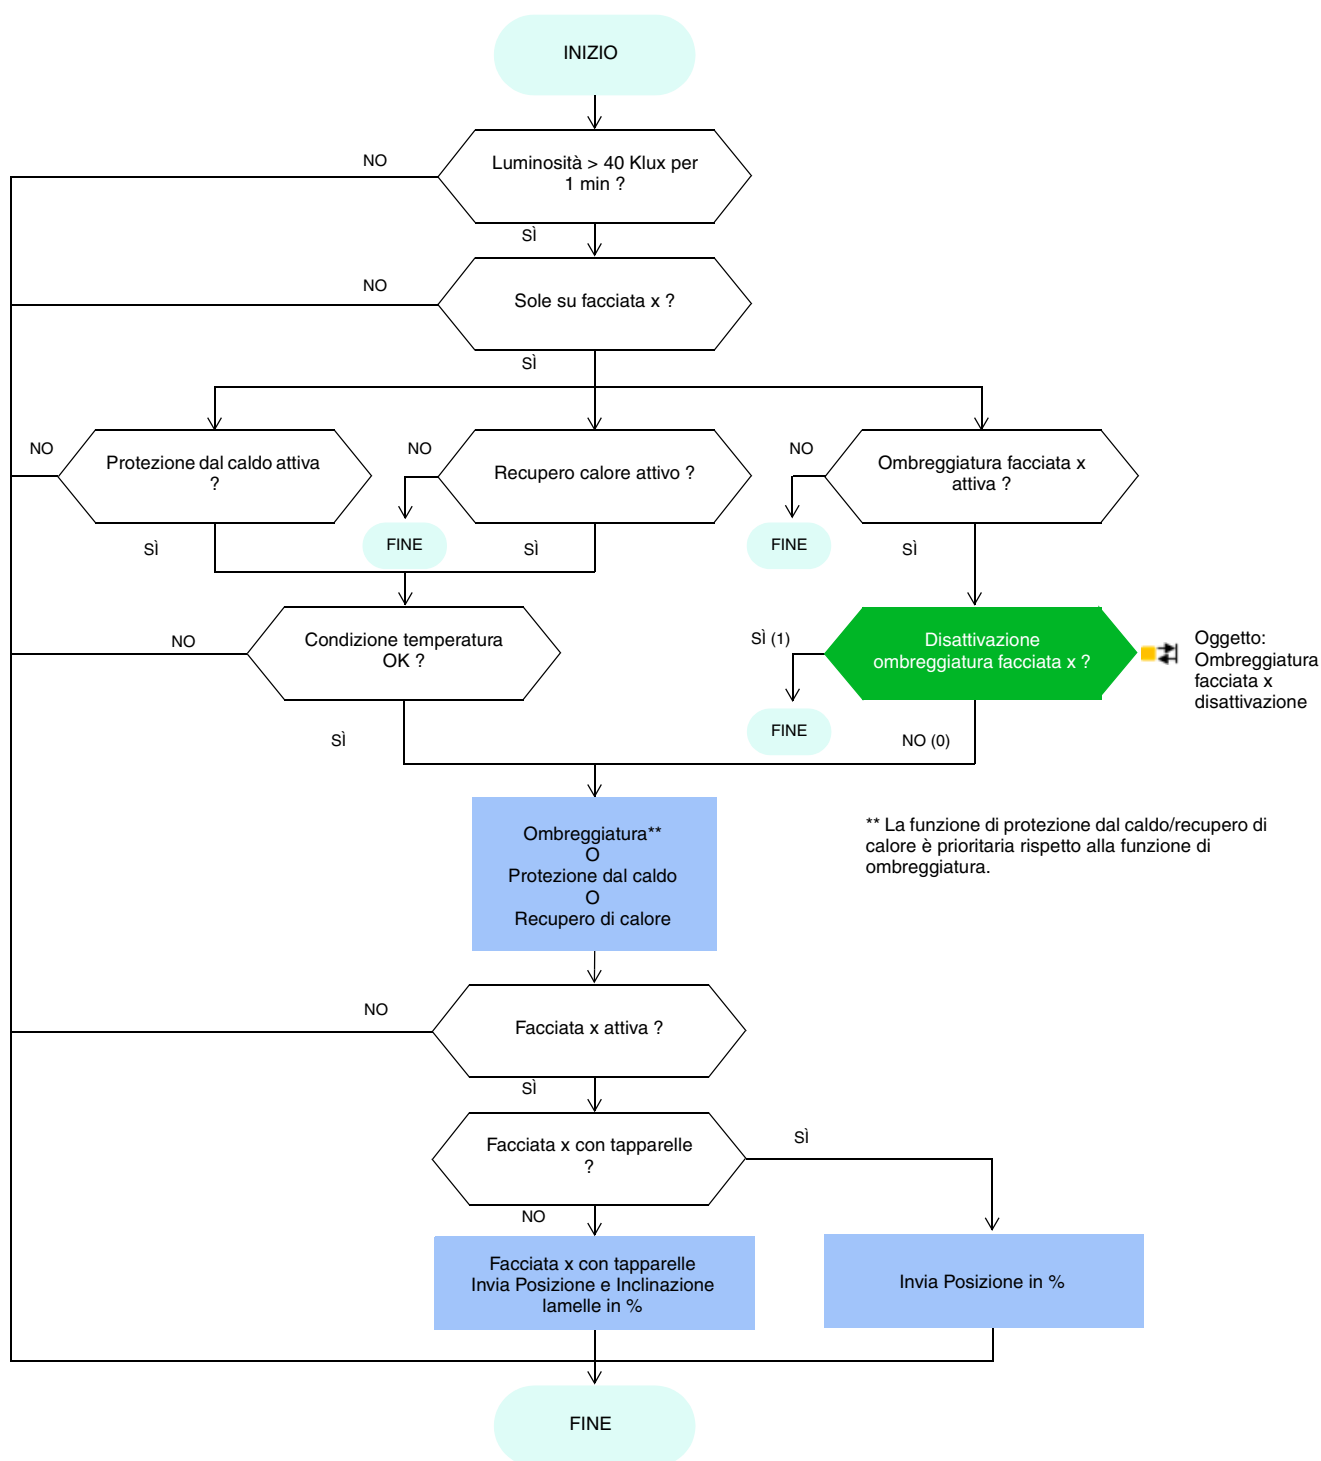 INIZIO
NO
Luminosità > 40 Klux per
1 min ?
SÌ
NO
Sole su facciata x ?
SÌ
NO
Protezione dal caldo attiva
?
NO
Recupero calore attivo ?
NO
Ombreggiatura facciata x
attiva ?
SÌ
FINE
SÌ
FINE
SÌ
NO
Condizione temperatura
OK ?
SÌ (1)
Disattivazione
ombreggiatura facciata x ?
Oggetto:
Ombreggiatura
facciata x
disattivazione
SÌ
FINE
NO (0)
Ombreggiatura**
O
Protezione dal caldo
O
Recupero di calore
** La funzione di protezione dal caldo/recupero di
calore è prioritaria rispetto alla funzione di
ombreggiatura.
NO
Facciata x attiva ?
SÌ
Facciata x con tapparelle
?
SÌ
NO
Facciata x con tapparelle
Invia Posizione e Inclinazione
lamelle in %
Invia Posizione in %
FINE